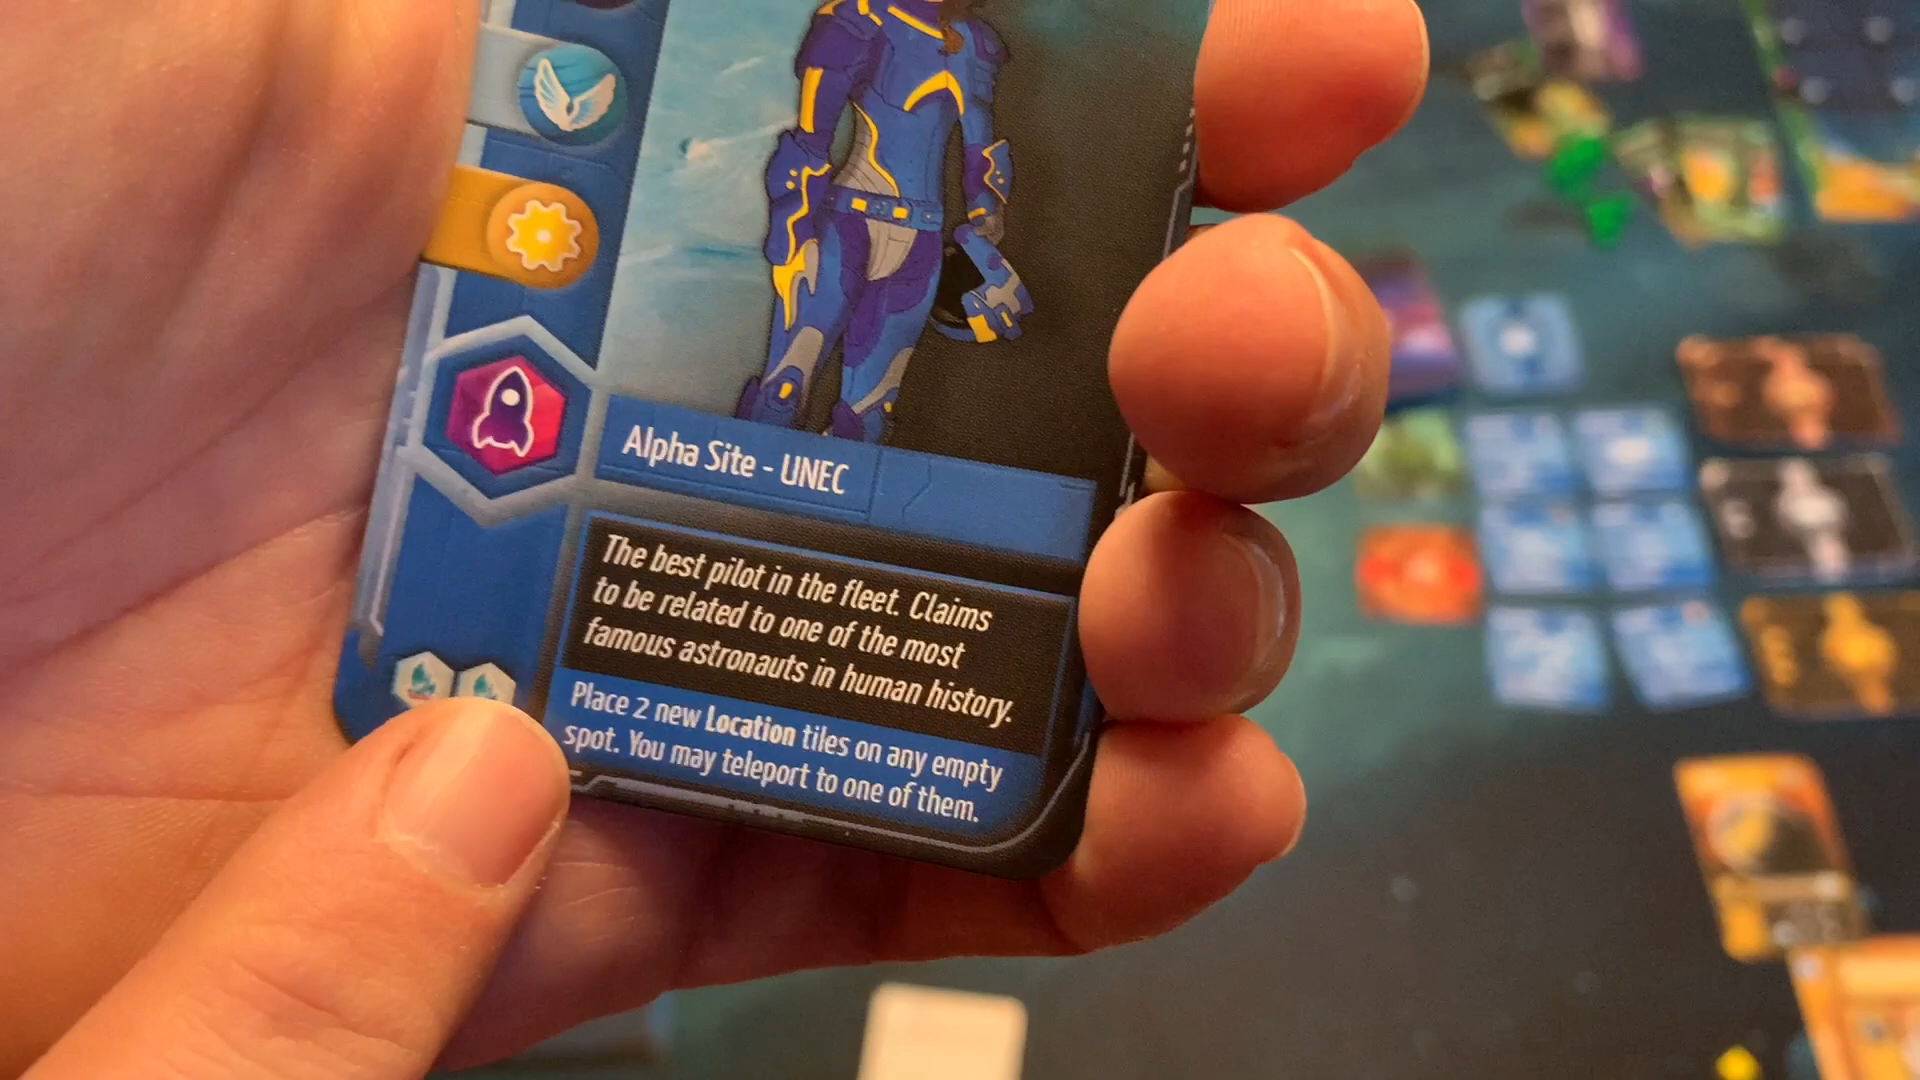 Alpha Site - UNEC
The best pilot in the fleet. Claims
to be related to one of the most
famous astronauts in human history.
Place 2 new Location tiles on any empty
spot. You may teleport to one of them.